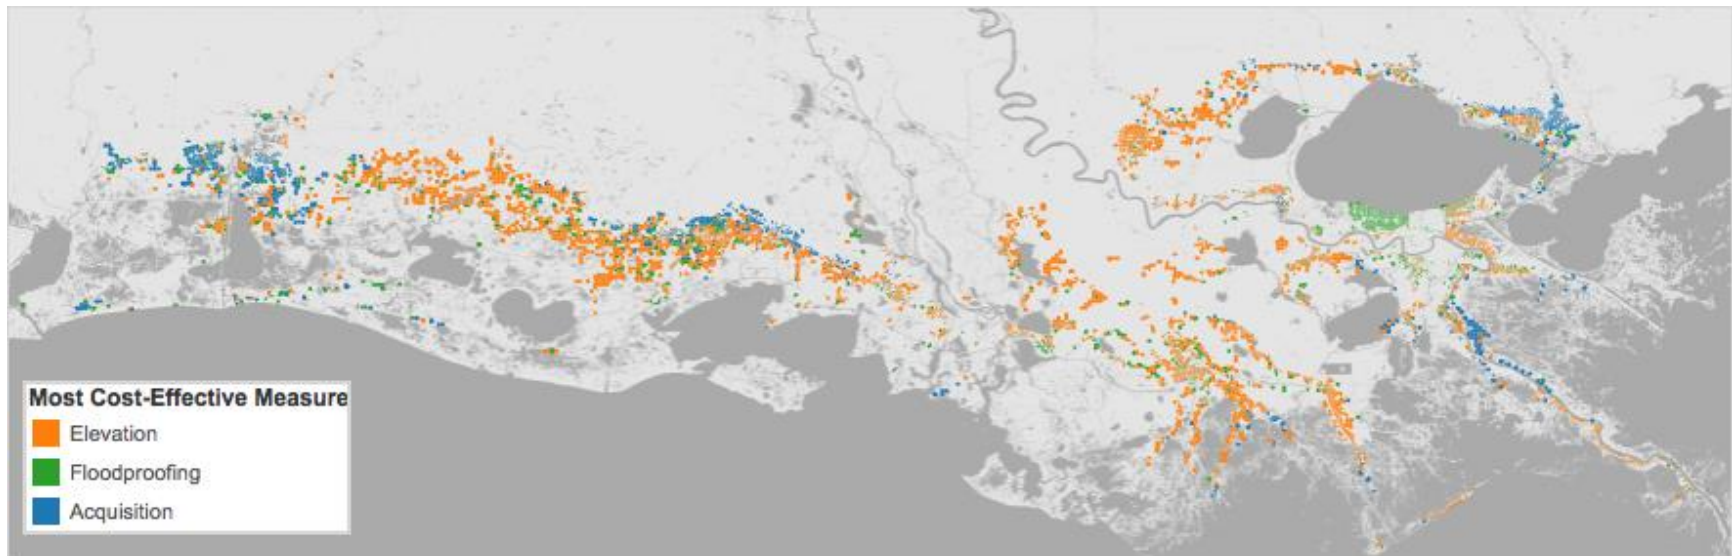 Most Cost-Effective Measure
Elevation
Floodproofing
Acquisition